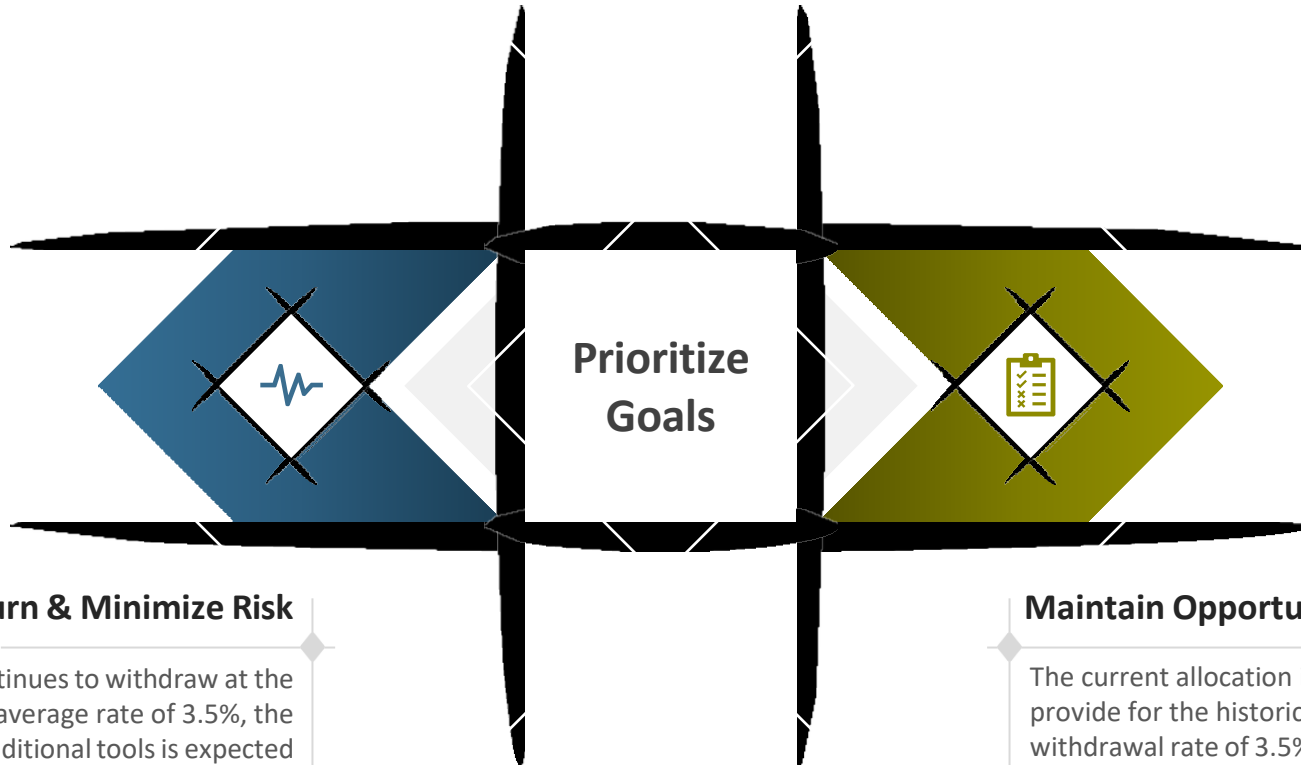 Prioritize
Goals
urn & Minimize Risk
tinues to withdraw at the
average rate of 3.5%, the
ditional tools is expected
Maintain Opportu
The current allocation
provide for the historic
withdrawal rate of 3.5%